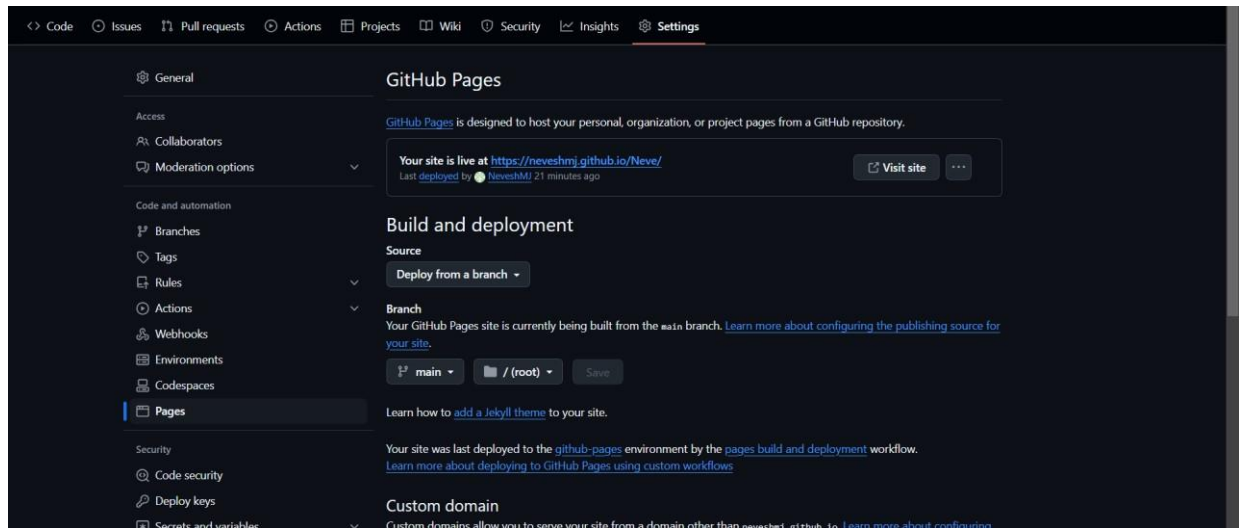 Code Issues Pull requests Actions Projects Wiki Security Insights Settings
General
Access
Collaborators
Moderation options
Code and automation
Branches
Tags
Rules
Actions
Webhooks
Environments
Codespaces
Pages
Security
Code security
Deploy keys
Secrets and variables
GitHub Pages
GitHub Pages is designed to host your personal, organization, or project pages from a GitHub repository.
Your site is live at https://neveshmj.github.io/Neve/
Last deployed by NeveshMJ 21 minutes ago
Visit site
Build and deployment
Source
Deploy from a branch
Branch
Your GitHub Pages site is currently being built from the main branch. Learn more about configuring the publishing source for
your site.
main / (root) Save
Learn how to add a Jekyll theme to your site.
Your site was last deployed to the github-pages environment by the pages build and deployment workflow.
Learn more about deploying to GitHub Pages using custom workflows
Custom domain
Custom domains allow you to serve your site from a domain other than neveshmj.github.io. Learn more about configuring